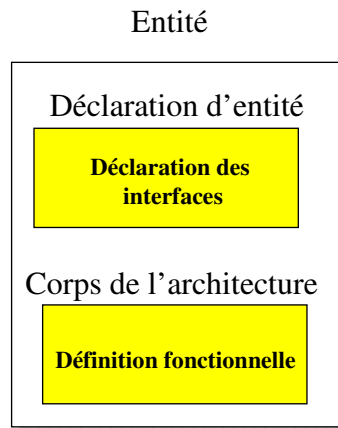 Entité
Déclaration d’entité
Déclaration des
interfaces
Corps de l’architecture
Définition fonctionnelle